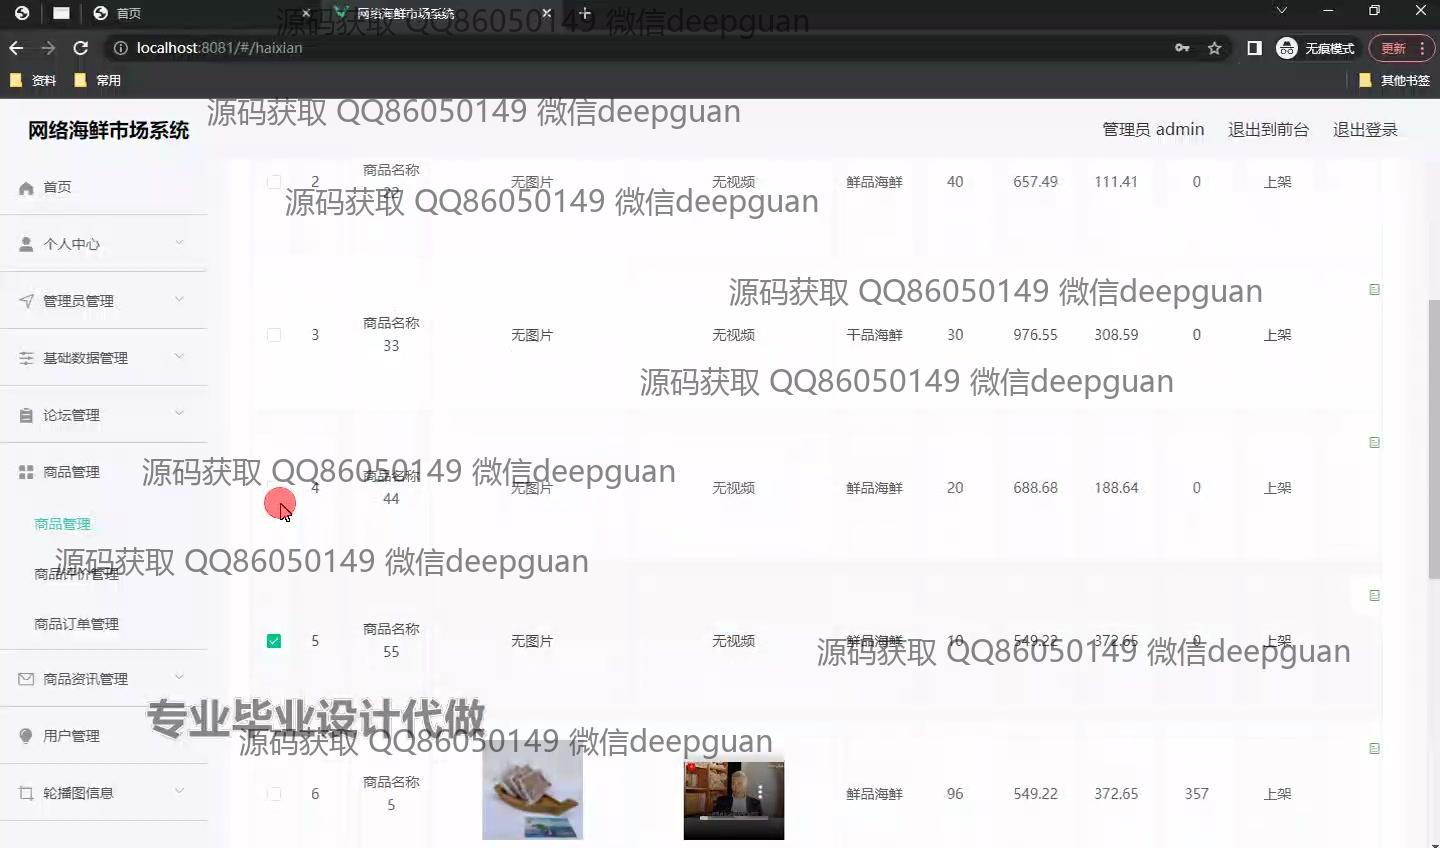 首页
网络海鲜市场系统
源码获取 QQ86050149 微信deepguan
localhost:8081/#/haixian
无痕模式
更新
资料
常用
其他书签
源码获取 QQ86050149 微信deepguan
网络海鲜市场系统
管理员 admin
退出到前台
退出登录
首页
个人中心
管理员管理
基础数据管理
论坛管理
商品管理
商品管理
商品评价管理
商品订单管理
商品资讯管理
用户管理
轮播图信息
2 商品名称 22 无图片 无视频 鲜品海鲜 40 657.49 111.41 0 上架
源码获取 QQ86050149 微信deepguan
源码获取 QQ86050149 微信deepguan
3 商品名称 33 无图片 无视频 干品海鲜 30 976.55 308.59 0 上架
源码获取 QQ86050149 微信deepguan
源码获取 QQ86050149 微信deepguan
4 商品名称 44 无图片 无视频 鲜品海鲜 20 688.68 188.64 0 上架
源码获取 QQ86050149 微信deepguan
5 商品名称 55 无图片 无视频 鲜品海鲜 10 549.22 372.65 0 上架
源码获取 QQ86050149 微信deepguan
专业毕业设计代做
源码获取 QQ86050149 微信deepguan
6 商品名称 5 鲜品海鲜 96 549.22 372.65 357 上架